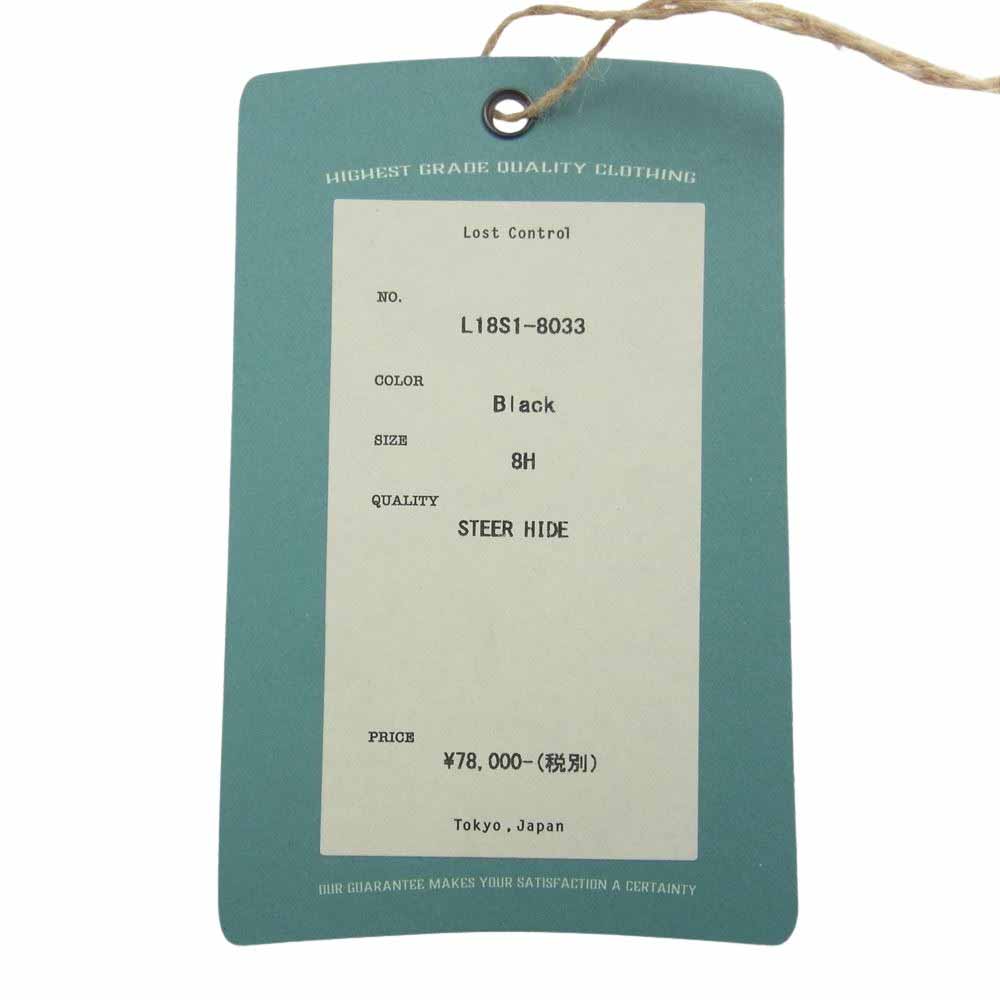 HIGHEST GRADE QUALITY CLOTHING
Lost Control
NO.
L18S1-8033
COLOR
Black
SIZE
8H
QUALITY
STEER HIDE
PRICE
¥78,000-(税別)
Tokyo,Japan
OUR GUARANTEE MAKES YOUR SATISFACTION A CERTAINTY